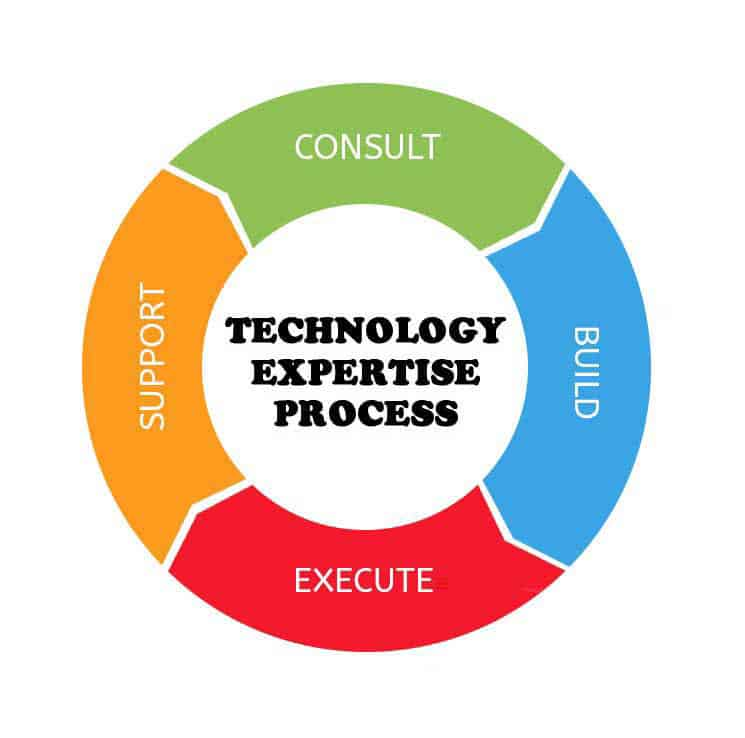 CONSULT
BUILD
EXECUTE
SUPPORT
TECHNOLOGY
EXPERTISE
PROCESS